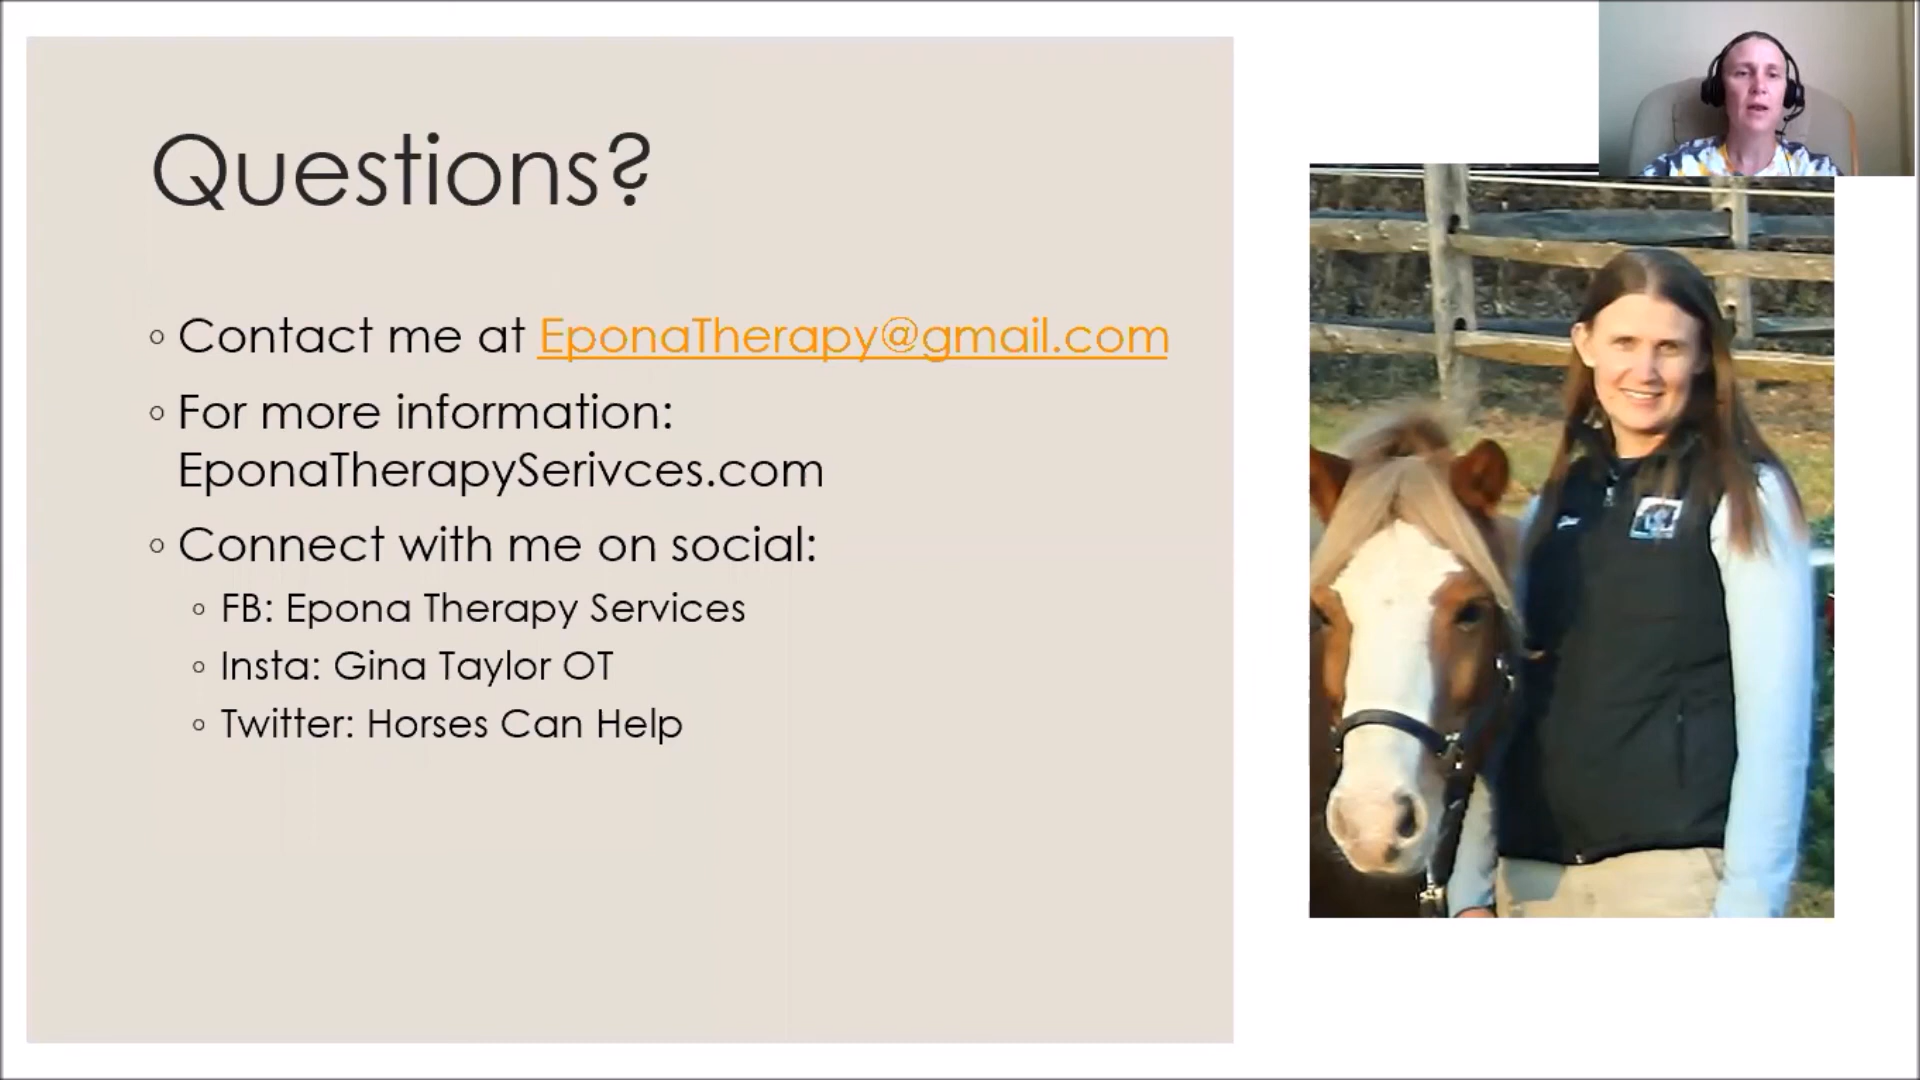 Questions?
◦ Contact me at EponaTherapy@gmail.com
◦ For more information:
EponaTherapySerivces.com
◦ Connect with me on social:
◦ FB: Epona Therapy Services
◦ Insta: Gina Taylor OT
◦ Twitter: Horses Can Help